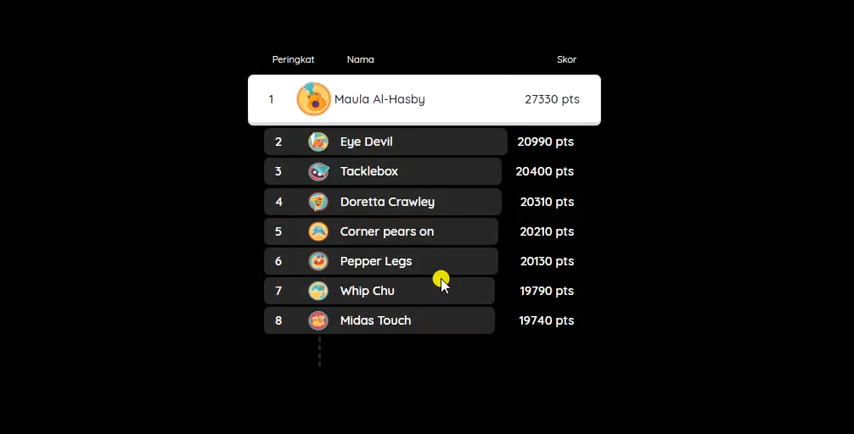 Peringkat Nama Skor
1 Maula Al-Hasby 27330 pts
2 Eye Devil 20990 pts
3 Tacklebox 20400 pts
4 Doretta Crawley 20310 pts
5 Corner pears on 20210 pts
6 Pepper Legs 20130 pts
7 Whip Chu 19790 pts
8 Midas Touch 19740 pts